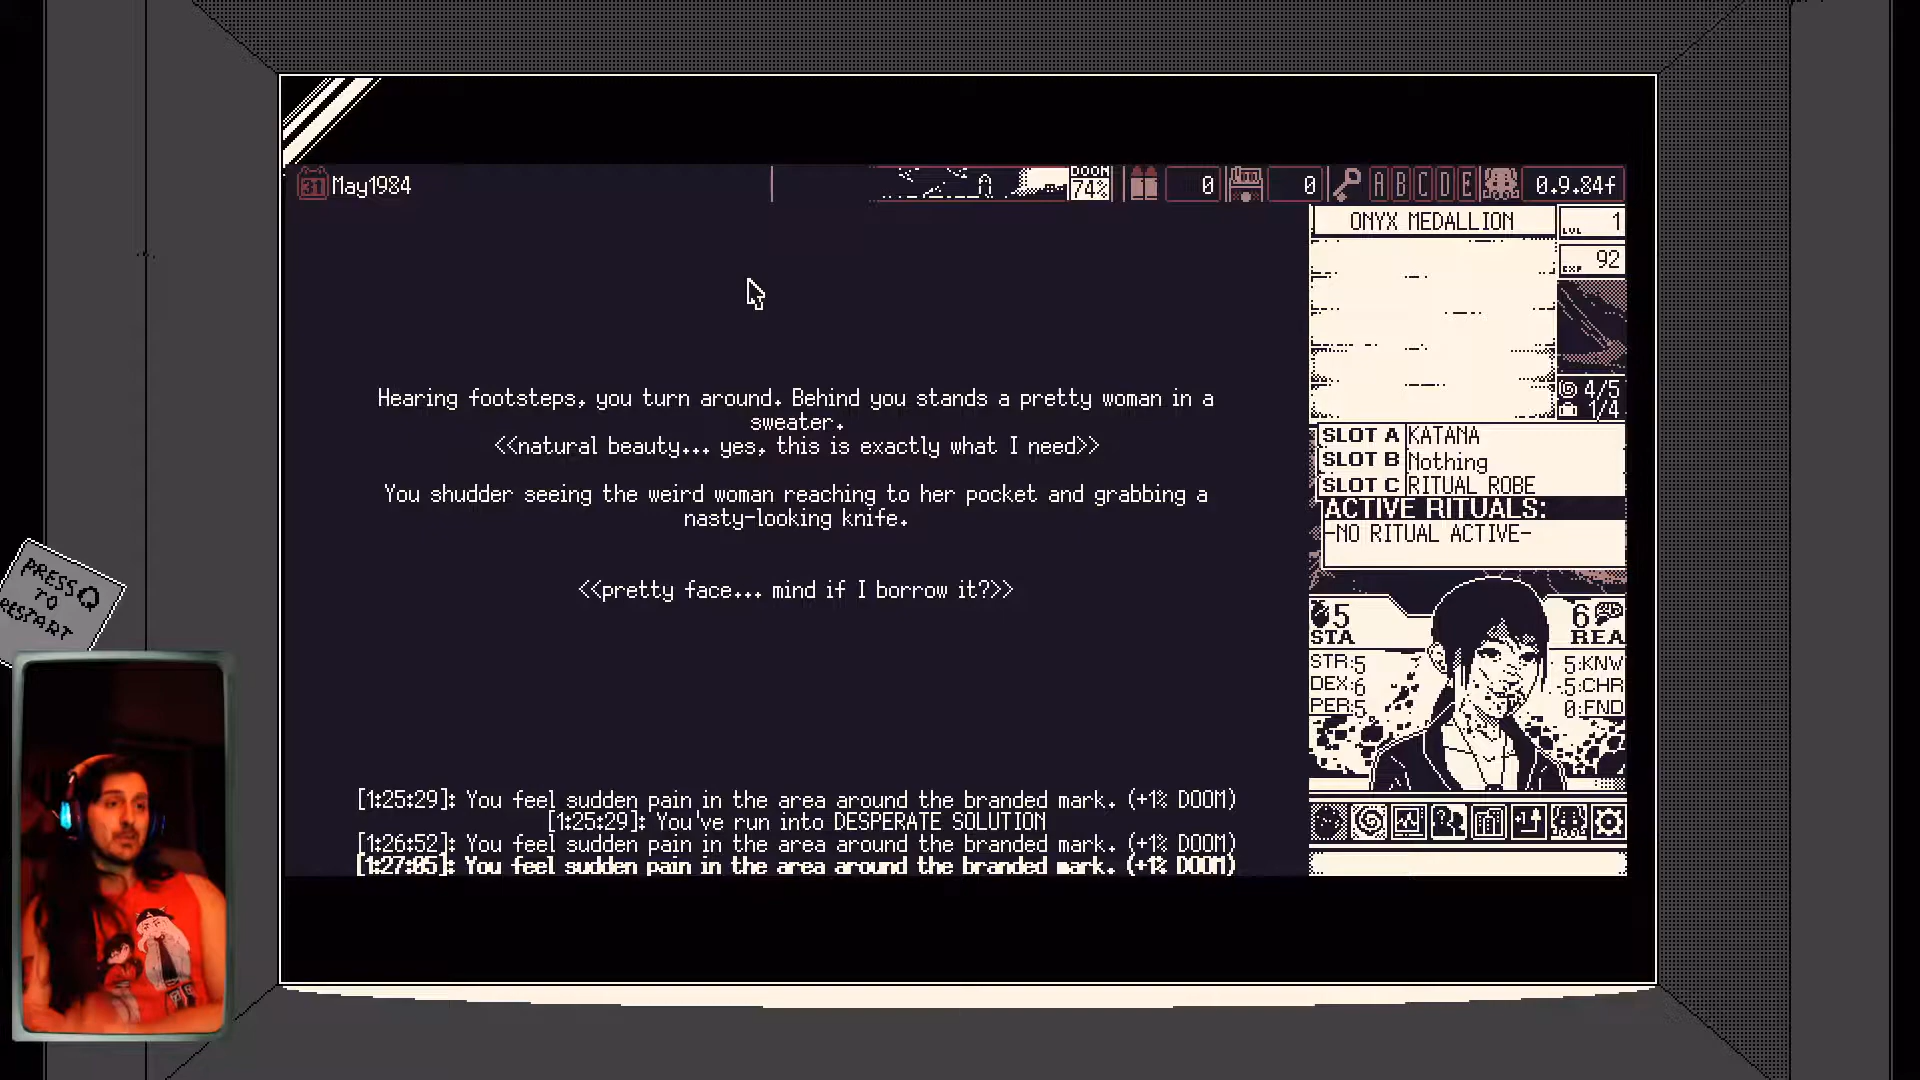 31 May1984
DOOM
74%
0
0
A B C D E
0.9.84f
ONYX MEDALLION
LVL 1
EXP 92
4/5
1/4
SLOT A KATANA
SLOT B Nothing
SLOT C RITUAL ROBE
ACTIVE RITUALS:
-NO RITUAL ACTIVE-
Hearing footsteps, you turn around. Behind you stands a pretty woman in a
sweater.
<<natural beauty... yes, this is exactly what I need>>
You shudder seeing the weird woman reaching to her pocket and grabbing a
nasty-looking knife.
<<pretty face... mind if I borrow it?>>
PRESS Q
TO
RESTART
5
STA
6
REA
STR:5
DEX:6
PER:5
5:KNW
5:CHR
0:FND
[1:25:29]: You feel sudden pain in the area around the branded mark. (+1% DOOM)
[1:25:29]: You've run into DESPERATE SOLUTION
[1:26:52]: You feel sudden pain in the area around the branded mark. (+1% DOOM)
[1:27:05]: You feel sudden pain in the area around the branded mark. (+1% DOOM)